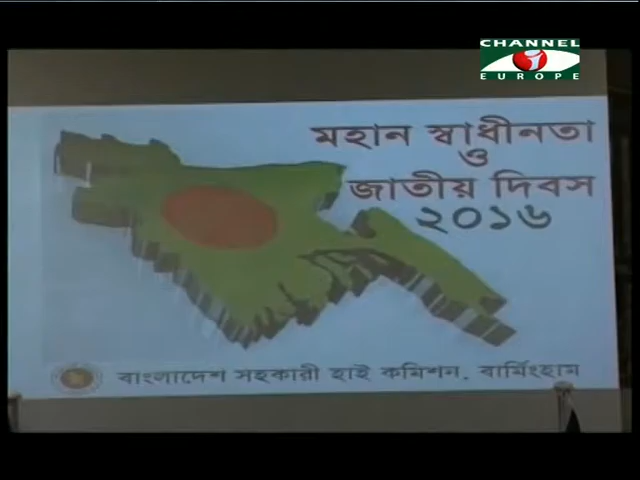 CHANNEL
i
EUROPE
মহান স্বাধীনতা
ও
জাতীয় দিবস
২০১৬
বাংলাদেশ সহকারী হাই কমিশন, বার্মিংহাম